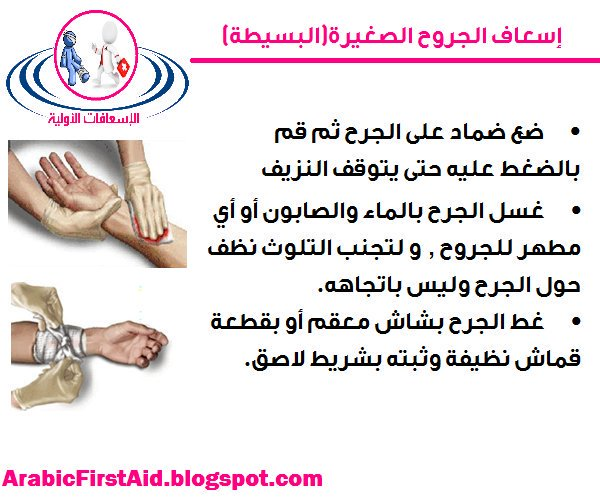 إسعاف الجروح الصغيرة(البسيطة)
الإسعافات الأولية
• ضع ضماد على الجرح ثم قم
بالضغط عليه حتى يتوقف النزيف
• غسل الجرح بالماء والصابون أو أي
مطهر للجروح , و لتجنب التلوث نظف
حول الجرح وليس باتجاهه.
• غط الجرح بشاش معقم أو بقطعة
قماش نظيفة وثبته بشريط لاصق.
ArabicFirstAid.blogspot.com